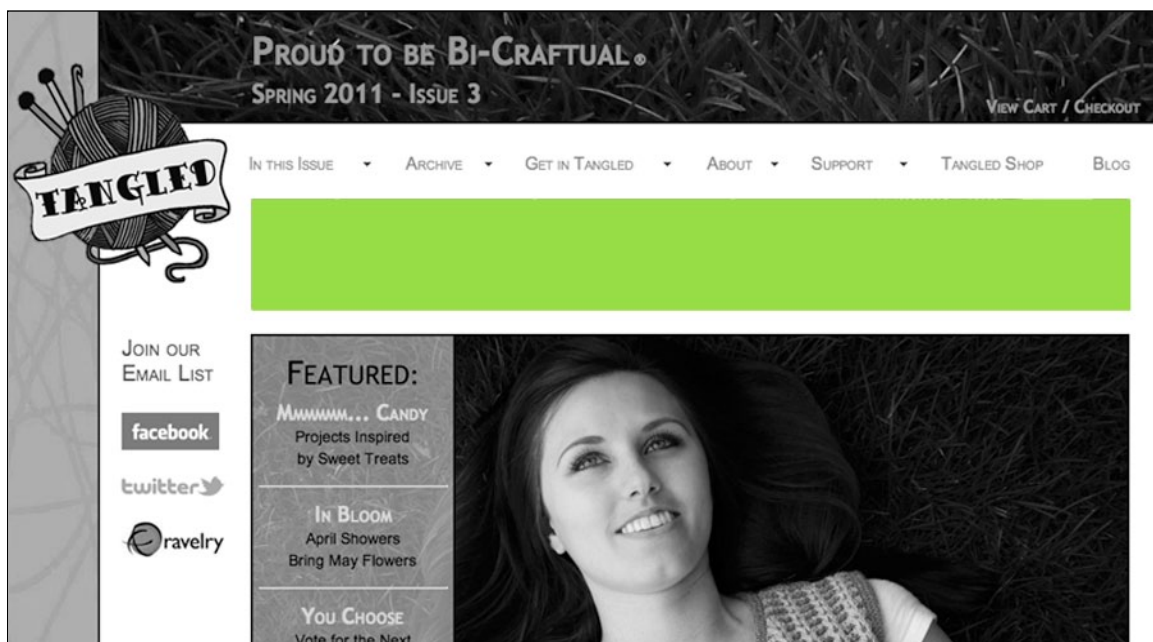 Proud to be Bi-Craftual®
Spring 2011 - Issue 3
View Cart / Checkout
TANGLED
In this Issue
Archive
Get in Tangled
About
Support
Tangled Shop
Blog
Join our
Email List
facebook
twitter
ravelry
Featured:
Mmmmmm... Candy
Projects Inspired
by Sweet Treats
In Bloom
April Showers
Bring May Flowers
You Choose
Vote for the Next